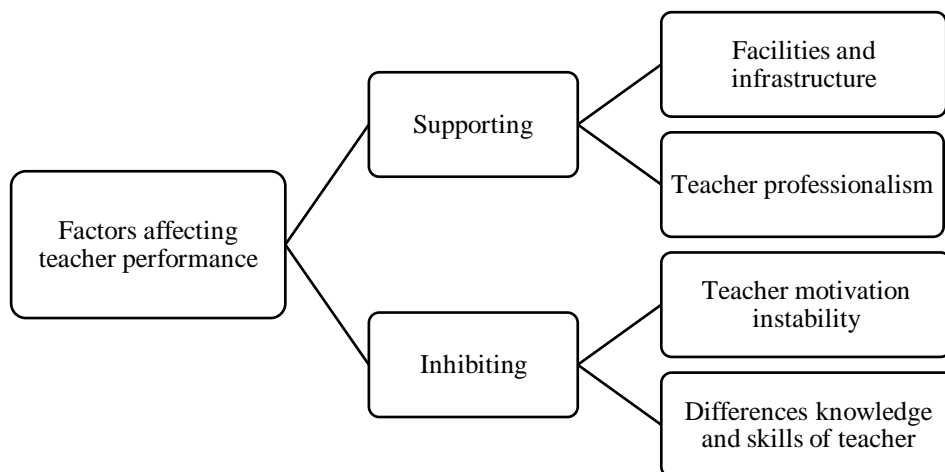 Factors affecting
teacher performance
Supporting
Facilities and
infrastructure
Teacher professionalism
Inhibiting
Teacher motivation
instability
Differences knowledge
and skills of teacher